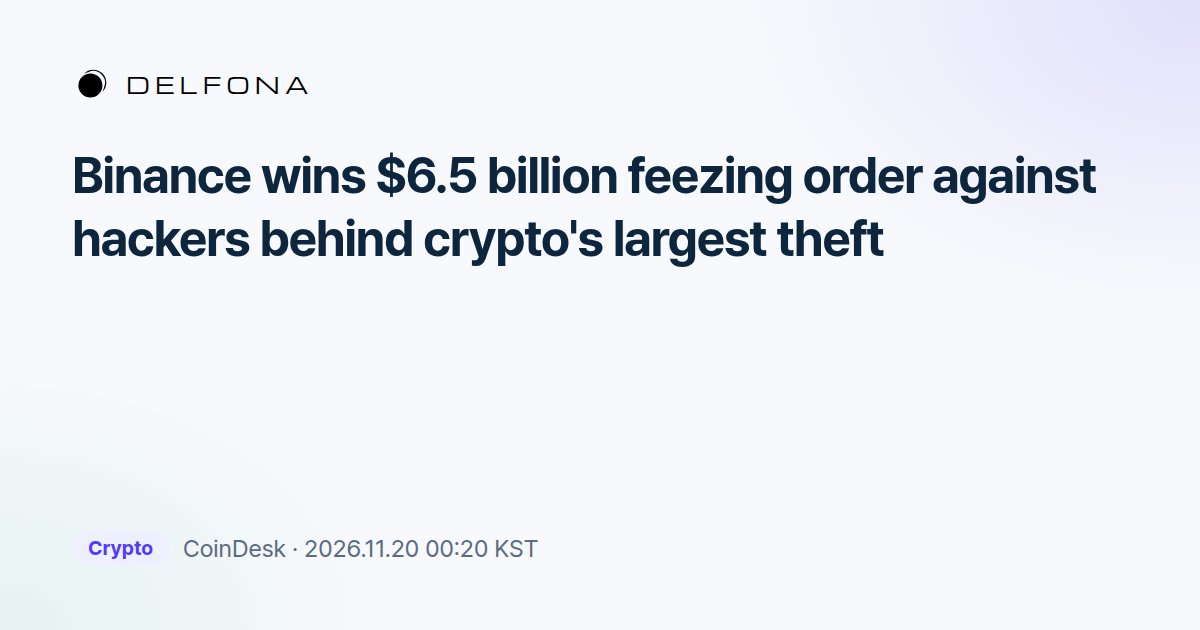 DELFONA
Binance wins $6.5 billion feezing order against
hackers behind crypto's largest theft
Crypto
CoinDesk · 2026.11.20 00:20 KST